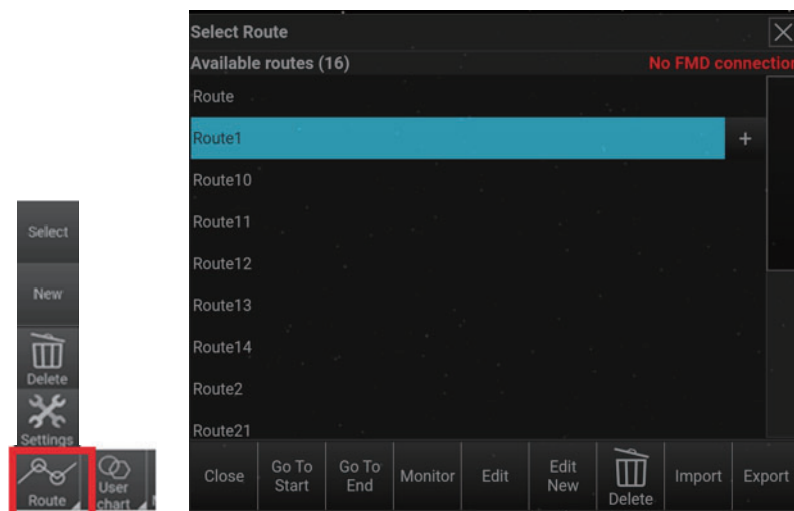 Select
New
Delete
Settings
Route
User
chart
Select Route
Available routes (16)
No FMD connection
Route
Route1
+
Route10
Route11
Route12
Route13
Route14
Route2
Route21
Close
Go To
Start
Go To
End
Monitor
Edit
Edit
New
Delete
Import
Export